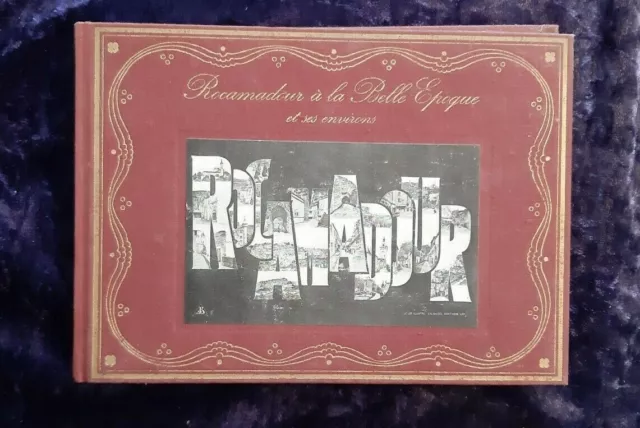 Rocamadour à la Belle Epoque
et ses environs
ROCAMADOUR